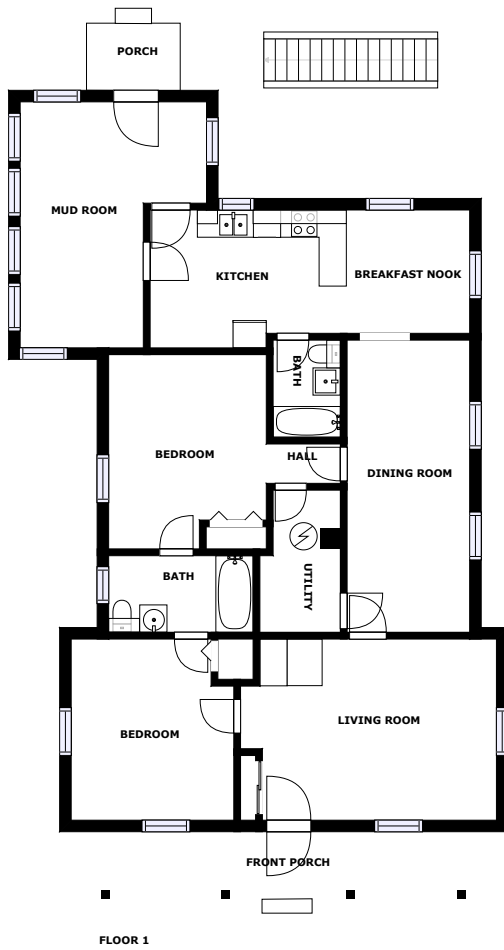 PORCH
MUD ROOM
KITCHEN
BREAKFAST NOOK
BATH
BEDROOM
HALL
DINING ROOM
BATH
UTILITY
LIVING ROOM
BEDROOM
FRONT PORCH
FLOOR 1